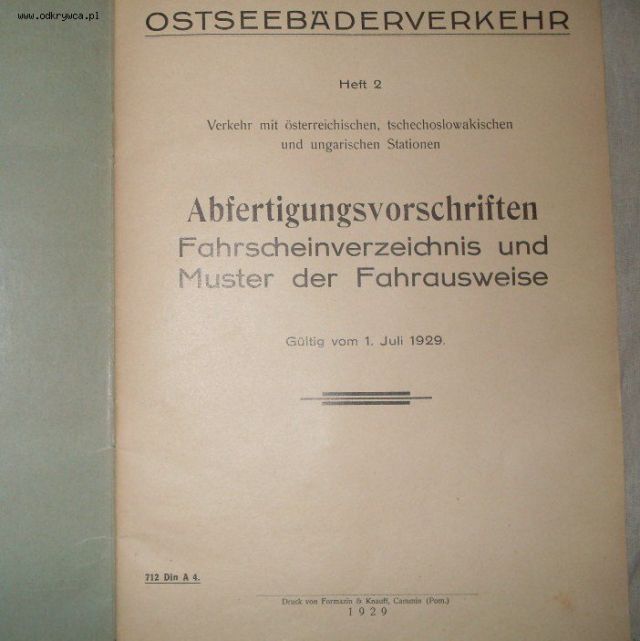 www.odkrywca.pl
OSTSEEBÄDERVERKEHR
Heft 2
Verkehr mit österreichischen, tschechoslowakischen
und ungarischen Stationen
Abfertigungsvorschriften
Fahrscheinverzeichnis und
Muster der Fahrausweise
Gültig vom 1. Juli 1929.
712 Din A 4.
Druck von Formazin & Knauff, Cammin (Pom.)
1929